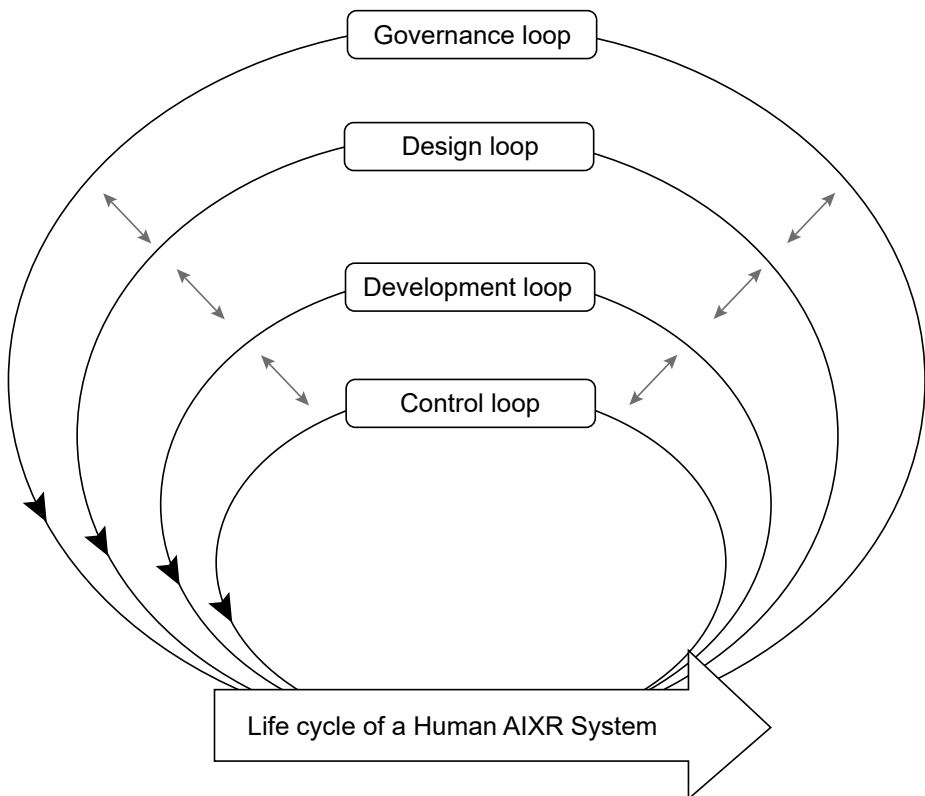 Governance loop
Design loop
Development loop
Control loop
Life cycle of a Human AIXR System